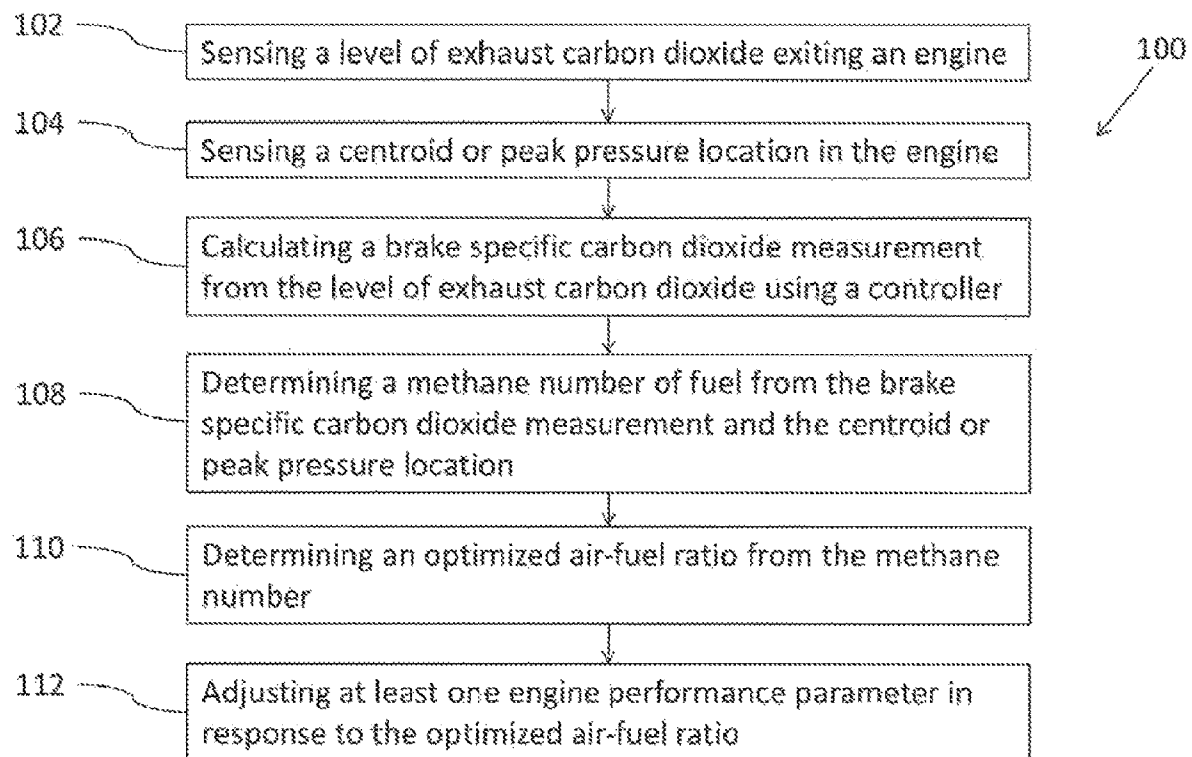 102
Sensing a level of exhaust carbon dioxide exiting an engine
100
104
Sensing a centroid or peak pressure location in the engine
106
Calculating a brake specific carbon dioxide measurement
from the level of exhaust carbon dioxide using a controller
108
Determining a methane number of fuel from the brake
specific carbon dioxide measurement and the centroid or
peak pressure location
110
Determining an optimized air-fuel ratio from the methane
number
112
Adjusting at least one engine performance parameter in
response to the optimized air-fuel ratio